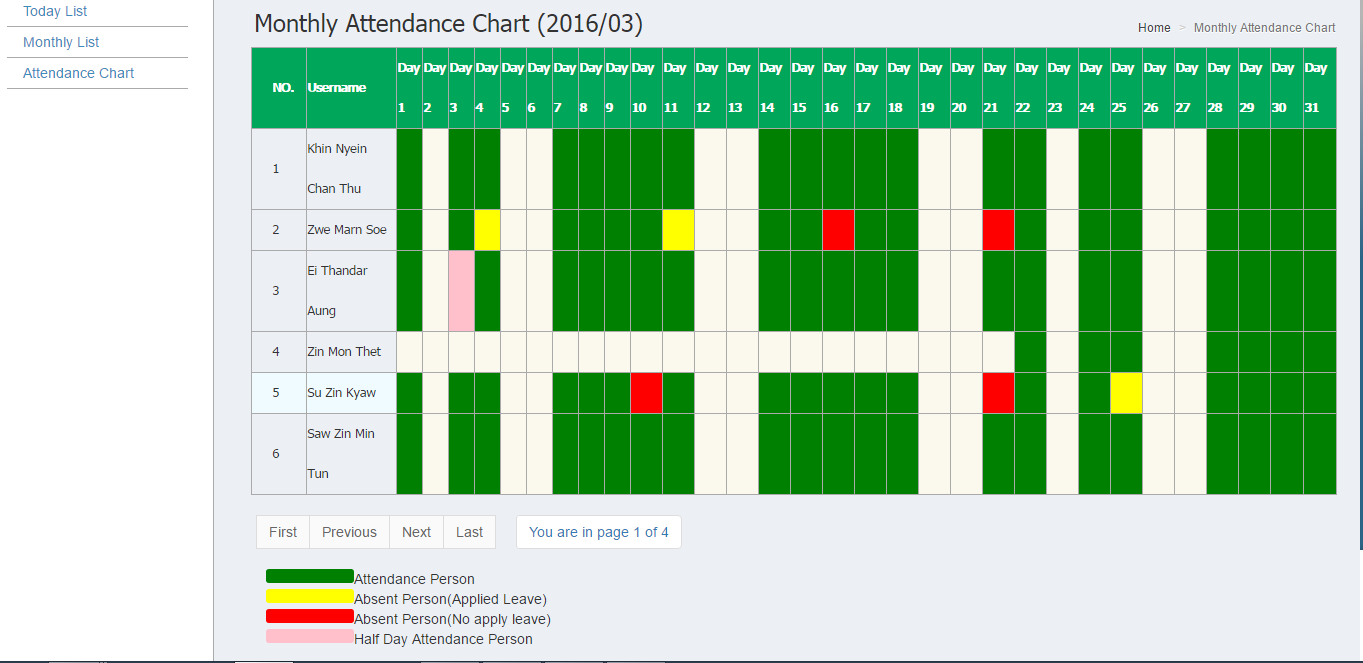 Today List
Monthly List
Attendance Chart
Monthly Attendance Chart (2016/03)
Home > Monthly Attendance Chart
NO. Username Day 1 Day 2 Day 3 Day 4 Day 5 Day 6 Day 7 Day 8 Day 9 Day 10 Day 11 Day 12 Day 13 Day 14 Day 15 Day 16 Day 17 Day 18 Day 19 Day 20 Day 21 Day 22 Day 23 Day 24 Day 25 Day 26 Day 27 Day 28 Day 29 Day 30 Day 31
1 Khin Nyein
Chan Thu
2 Zwe Marn Soe
3 Ei Thandar
Aung
4 Zin Mon Thet
5 Su Zin Kyaw
6 Saw Zin Min
Tun
First Previous Next Last You are in page 1 of 4
Attendance Person
Absent Person(Applied Leave)
Absent Person(No apply leave)
Half Day Attendance Person